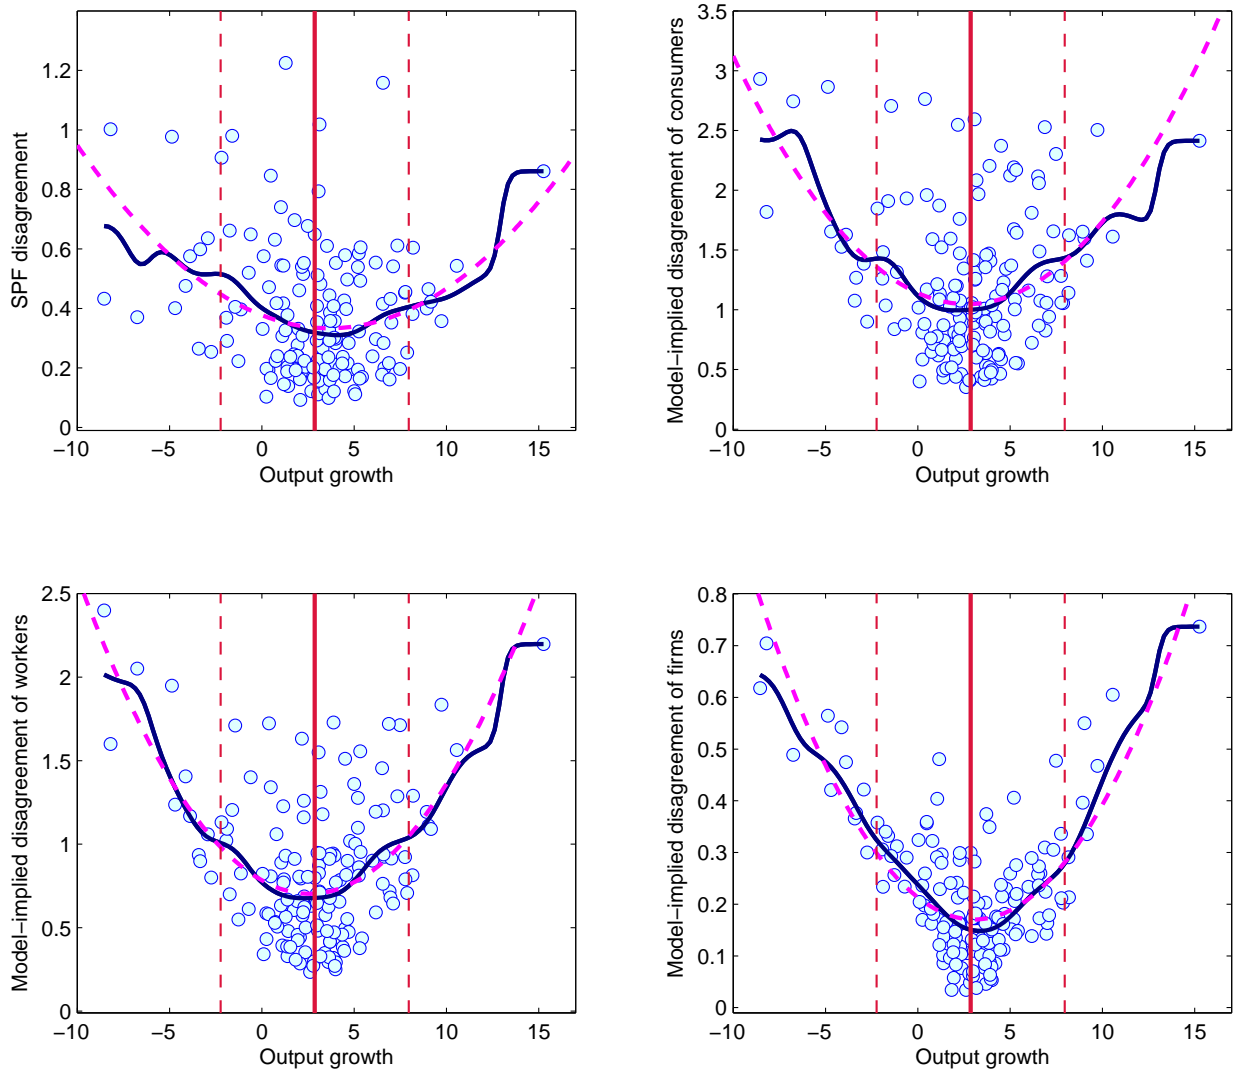 SPF disagreement
1.2
1
0.8
0.6
0.4
0.2
0
−10 −5 0 5 10 15
Output growth
Model−implied disagreement of consumers
3.5
3
2.5
2
1.5
1
0.5
0
−10 −5 0 5 10 15
Output growth
Model−implied disagreement of workers
2.5
2
1.5
1
0.5
0
−10 −5 0 5 10 15
Output growth
Model−implied disagreement of firms
0.8
0.7
0.6
0.5
0.4
0.3
0.2
0.1
0
−10 −5 0 5 10 15
Output growth